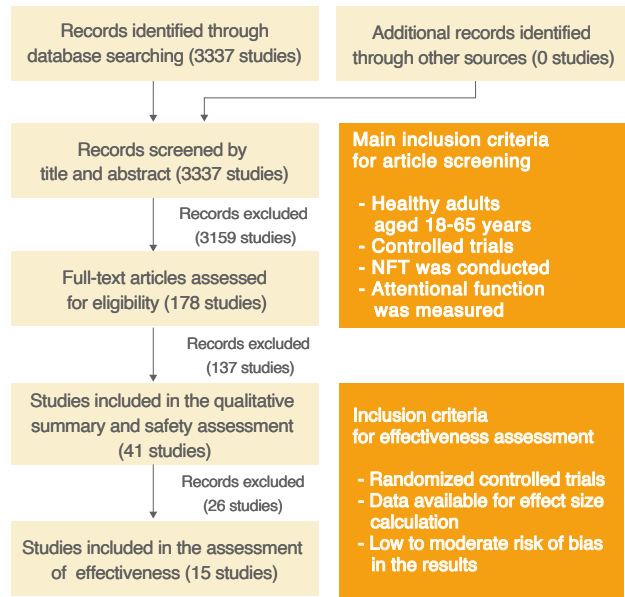 Records identified through
database searching (3337 studies)
Additional records identified
through other sources (0 studies)
Records screened by
title and abstract (3337 studies)
Main inclusion criteria
for article screening
- Healthy adults
aged 18-65 years
- Controlled trials
- NFT was conducted
- Attentional function
was measured
Records excluded
(3159 studies)
Full-text articles assessed
for eligibility (178 studies)
Records excluded
(137 studies)
Studies included in the qualitative
summary and safety assessment
(41 studies)
Inclusion criteria
for effectiveness assessment
- Randomized controlled trials
- Data available for effect size
calculation
- Low to moderate risk of bias
in the results
Records excluded
(26 studies)
Studies included in the assessment
of effectiveness (15 studies)